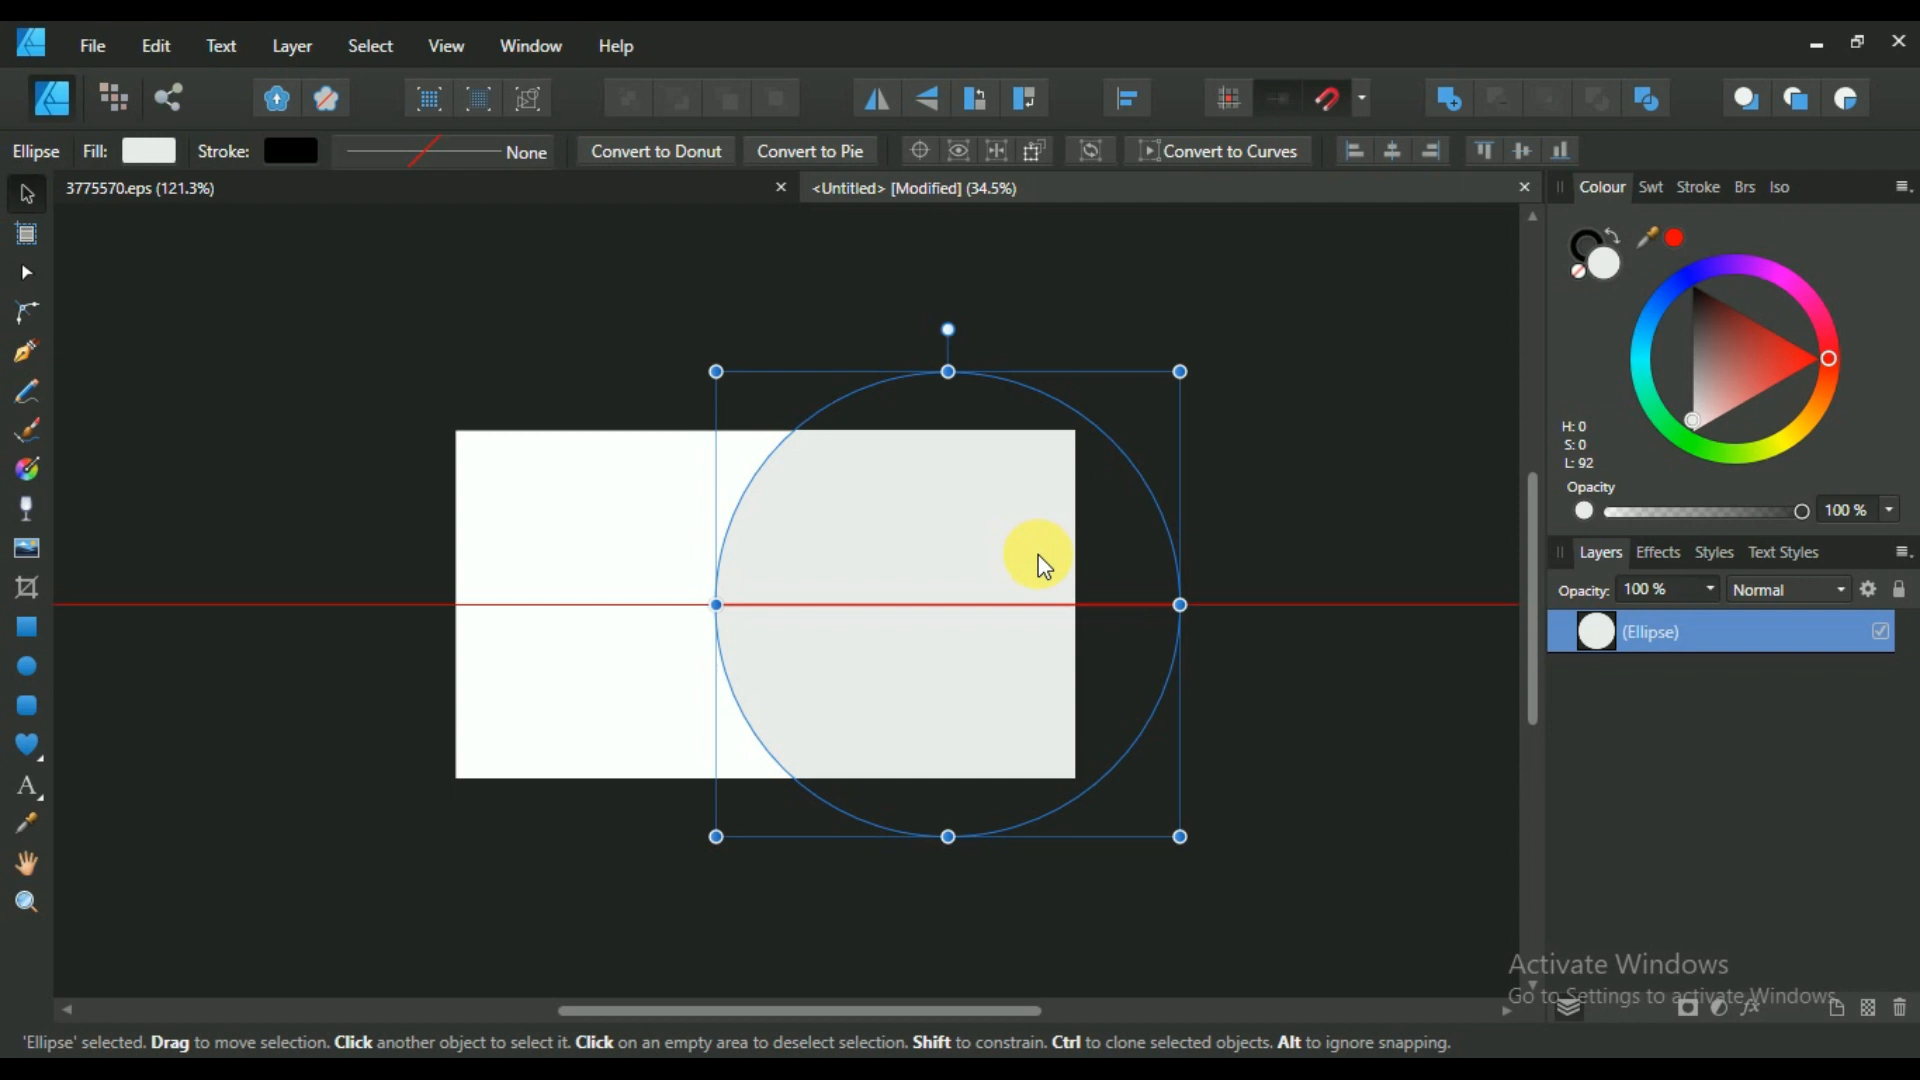 File Edit Text Layer Select View Window Help
Ellipse Fill: Stroke: None Convert to Donut Convert to Pie Convert to Curves
3775570.eps (121.3%) <Untitled> [Modified] (34.5%) Colour Swt Stroke Brs Iso
H: 0
S: 0
L: 92
Opacity
100 %
Layers Effects Styles Text Styles
Opacity: 100 % Normal
(Ellipse)
A
Activate Windows
Go to Settings to activate Windows.
fx
'Ellipse' selected. Drag to move selection. Click another object to select it. Click on an empty area to deselect selection. Shift to constrain. Ctrl to clone selected objects. Alt to ignore snapping.